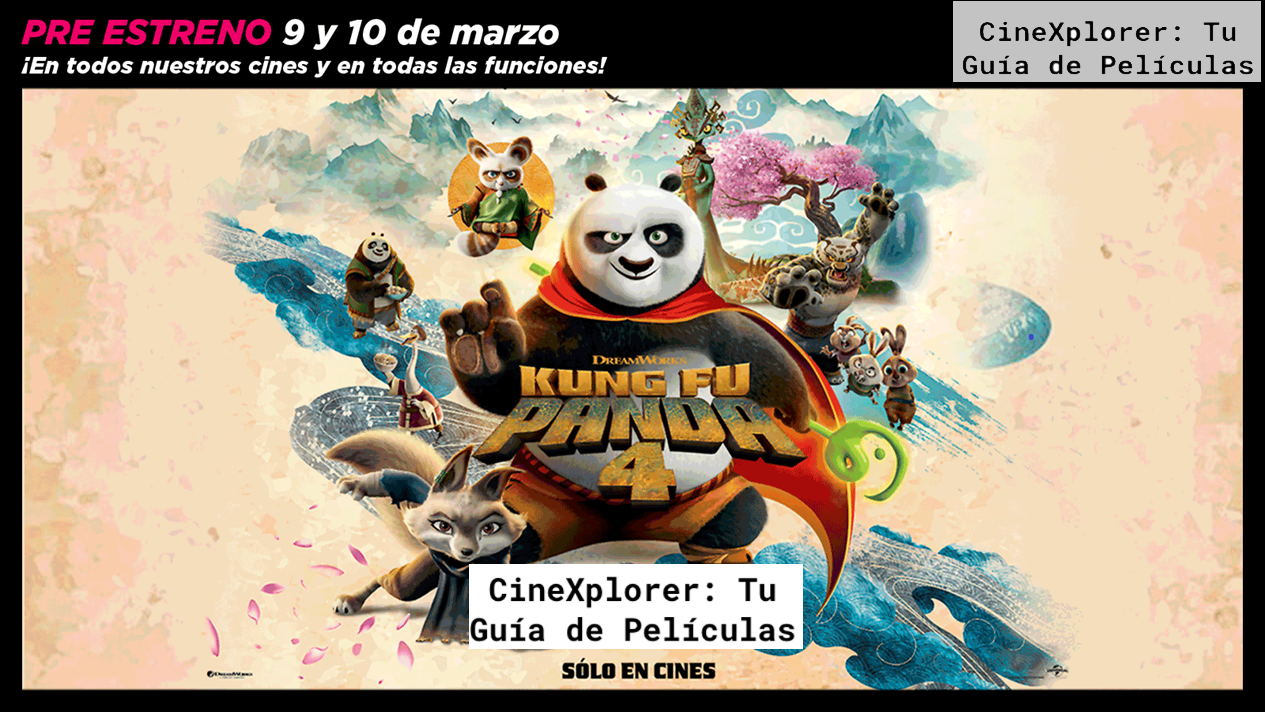 PRE ESTRENO 9 y 10 de marzo
¡En todos nuestros cines y en todas las funciones!
CineXplorer: Tu
Guía de Películas
DREAMWORKS
KUNG FU
PANDA
4
CineXplorer: Tu
Guía de Películas
SÓLO EN CINES
DREAMWORKS